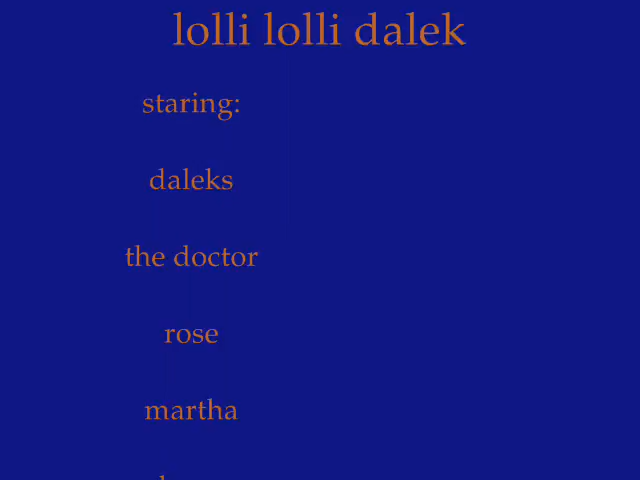 lolli lolli dalek
staring:
daleks
the doctor
rose
martha